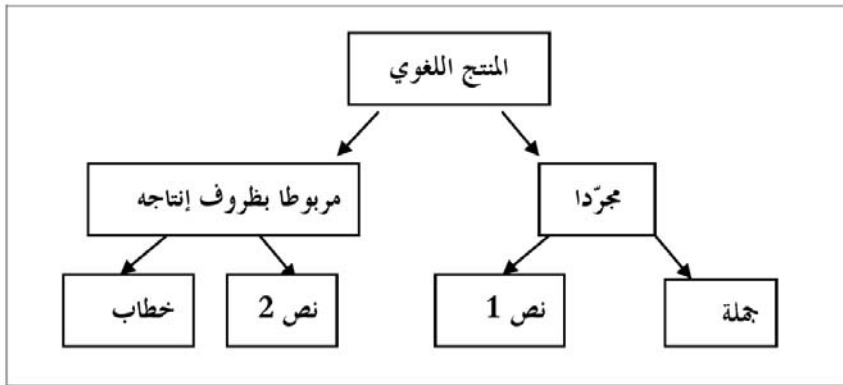 المنتج اللغوي
مجرّدا
مربوطا بظروف إنتاجه
جملة
نص 1
نص 2
خطاب